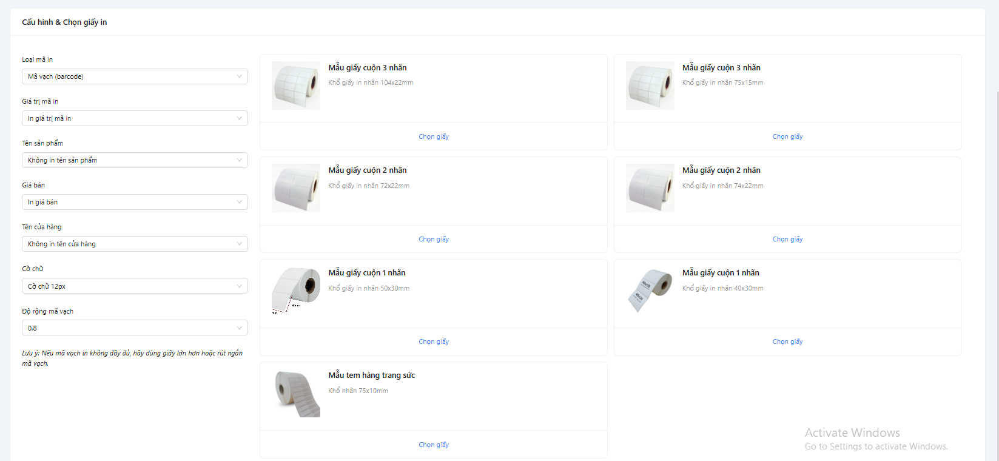 Cấu hình & Chọn giấy in
Loại mã in
Mã vạch (barcode)
Giá trị mã in
In giá trị mã in
Tên sản phẩm
Không in tên sản phẩm
Giá bán
In giá bán
Tên cửa hàng
Không in tên cửa hàng
Cỡ chữ
Cỡ chữ 12px
Độ rộng mã vạch
0.8
Lưu ý: Nếu mã vạch in không đầy đủ, hãy dùng giấy lớn hơn hoặc rút ngắn
mã vạch.
Mẫu giấy cuộn 3 nhãn
Khổ giấy in nhãn 104x22mm
Chọn giấy
Mẫu giấy cuộn 3 nhãn
Khổ giấy in nhãn 75x15mm
Chọn giấy
Mẫu giấy cuộn 2 nhãn
Khổ giấy in nhãn 72x22mm
Chọn giấy
Mẫu giấy cuộn 2 nhãn
Khổ giấy in nhãn 74x22mm
Chọn giấy
Mẫu giấy cuộn 1 nhãn
Khổ giấy in nhãn 50x30mm
Chọn giấy
Mẫu giấy cuộn 1 nhãn
Khổ giấy in nhãn 40x30mm
40x30
40x30
Chọn giấy
Mẫu tem hàng trang sức
Khổ nhãn 75x10mm
Chọn giấy
Activate Windows
Go to Settings to activate Windows.